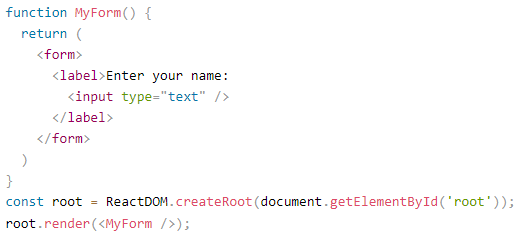 function MyForm() {
  return (
    <form>
      <label>Enter your name:
        <input type="text" />
      </label>
    </form>
  )
}
const root = ReactDOM.createRoot(document.getElementById('root'));
root.render(<MyForm />);